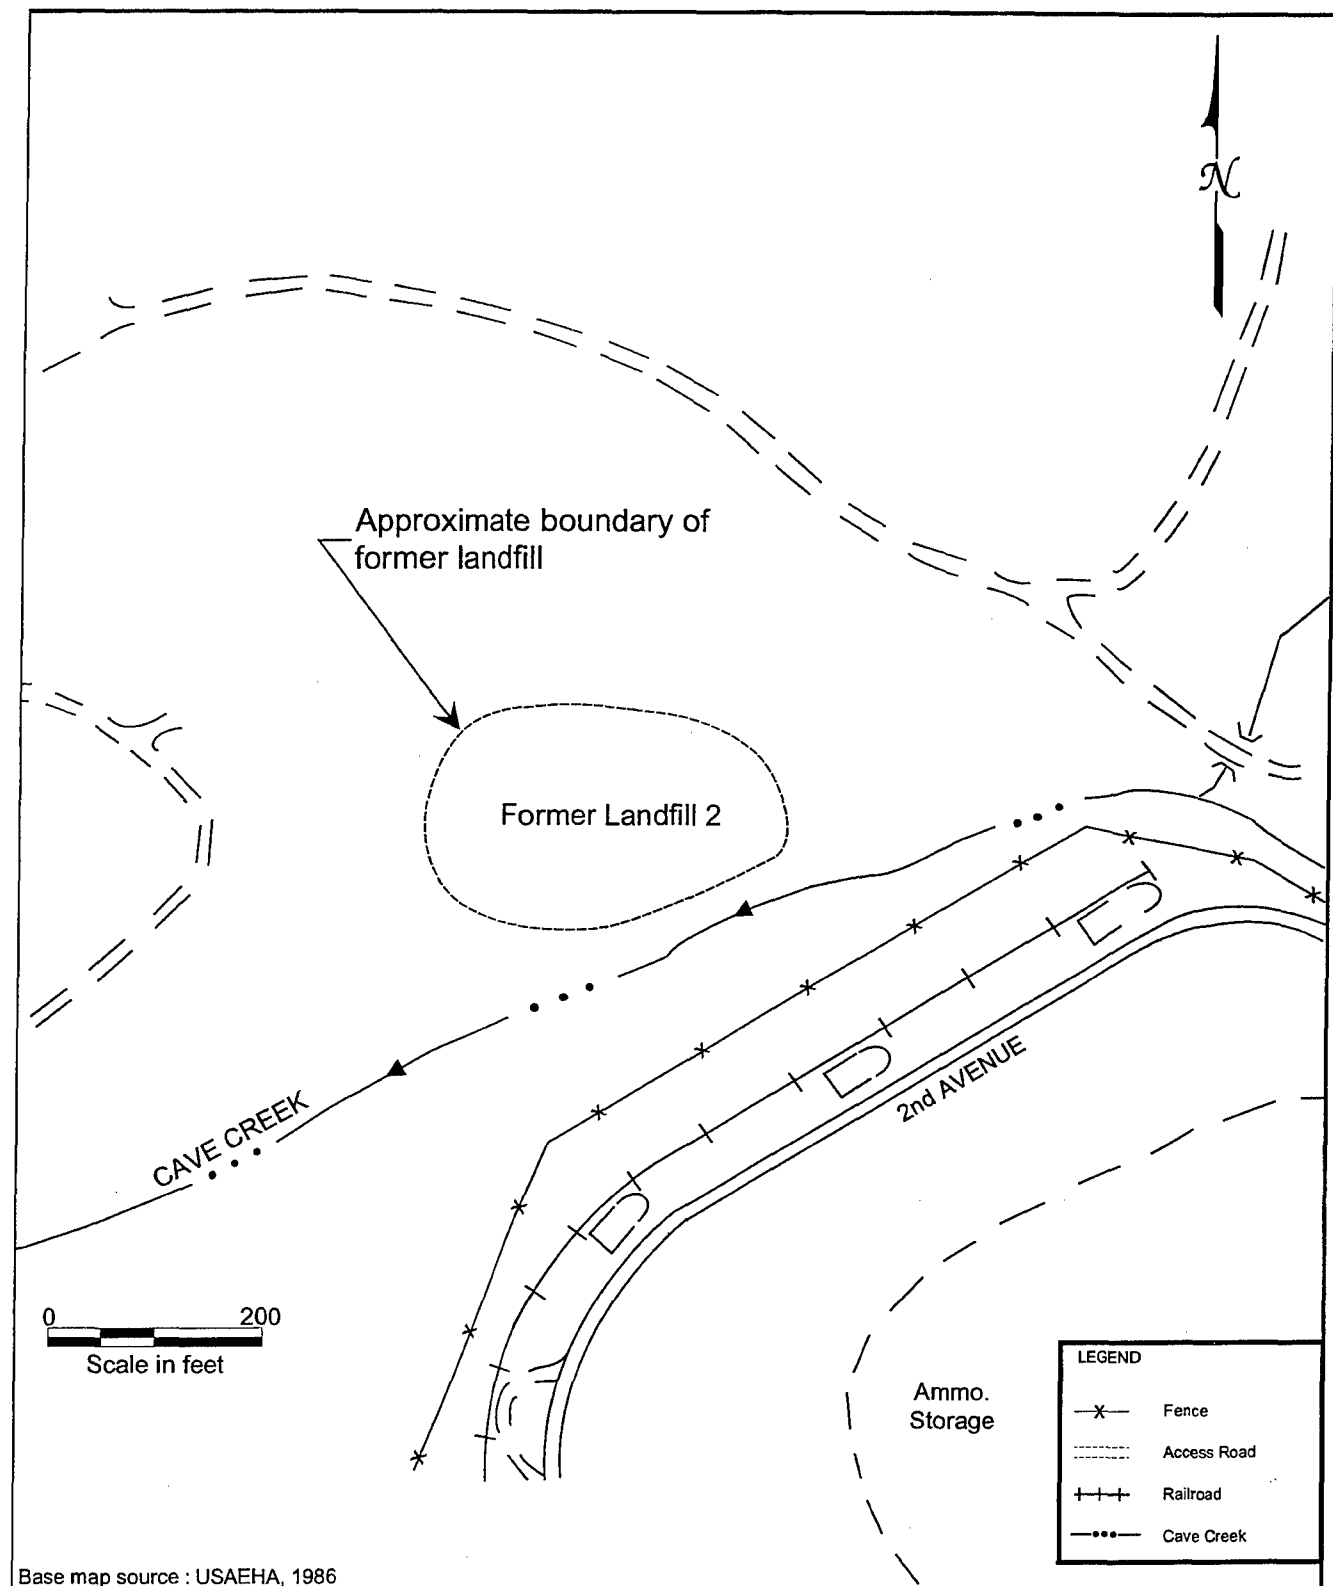 N
Approximate boundary of
former landfill
Former Landfill 2
2nd AVENUE
CAVE CREEK
0 200
Scale in feet
Ammo.
Storage
LEGEND
Fence
Access Road
Railroad
Cave Creek
Base map source : USAEHA, 1986